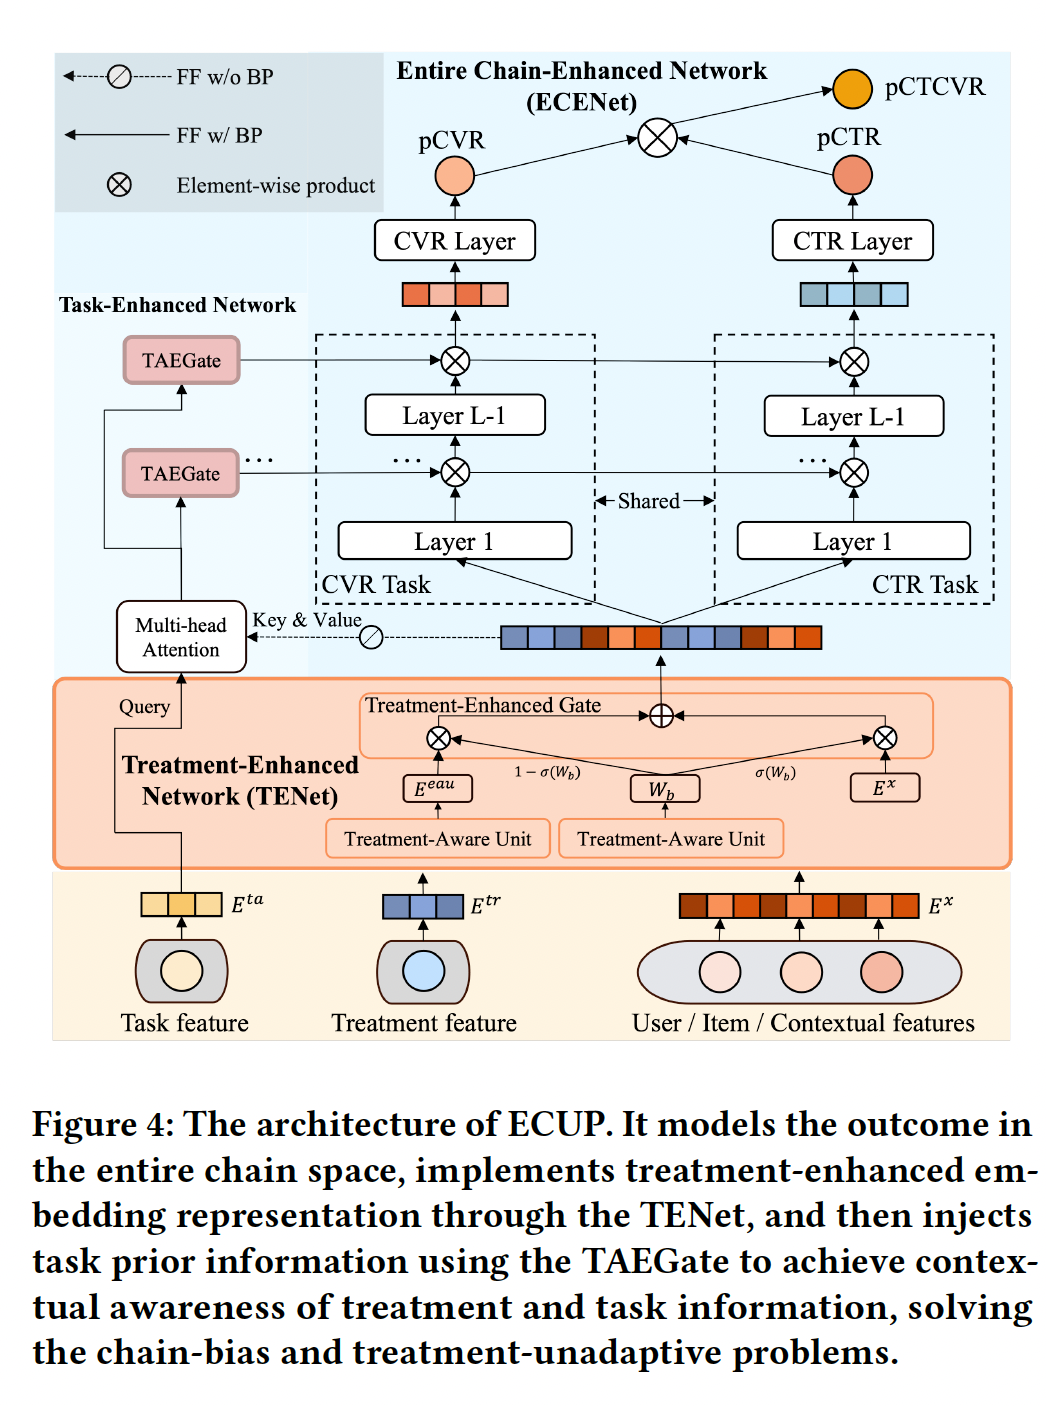 FF w/o BP
FF w/ BP
Element-wise product
Entire Chain-Enhanced Network
(ECENet)
pCTCVR
pCVR
pCTR
CVR Layer
CTR Layer
Task-Enhanced Network
TAEGate
Layer L-1
Layer L-1
TAEGate
...
...
...
Shared
Layer 1
Layer 1
CVR Task
CTR Task
Multi-head
Attention
Key & Value
Query
Treatment-Enhanced Gate
Treatment-Enhanced
Network (TENet)
1 − σ(W_b)
σ(W_b)
E^{eau}
W_b
E^x
Treatment-Aware Unit
Treatment-Aware Unit
E^{ta}
E^{tr}
E^x
Task feature
Treatment feature
User / Item / Contextual features
Figure 4: The architecture of ECUP. It models the outcome in
the entire chain space, implements treatment-enhanced em-
bedding representation through the TENet, and then injects
task prior information using the TAEGate to achieve contex-
tual awareness of treatment and task information, solving
the chain-bias and treatment-unadaptive problems.